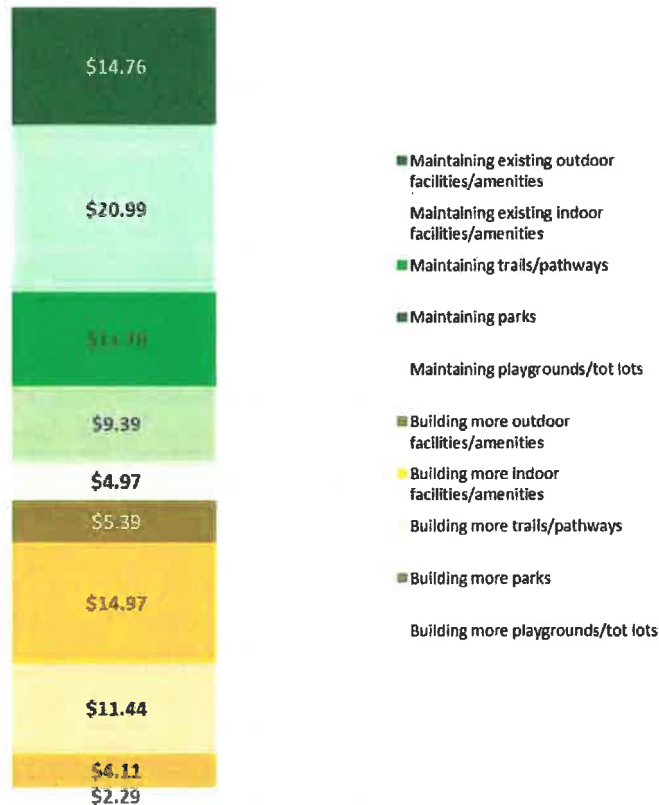 $14.76
$20.99
$9.39
$4.97
$5.39
$14.97
$11.44
$4.11
$2.29
Maintaining existing outdoor
facilities/amenities
Maintaining existing indoor
facilities/amenities
Maintaining trails/pathways
Maintaining parks
Maintaining playgrounds/tot lots
Building more outdoor
facilities/amenities
Building more indoor
facilities/amenities
Building more trails/pathways
Building more parks
Building more playgrounds/tot lots